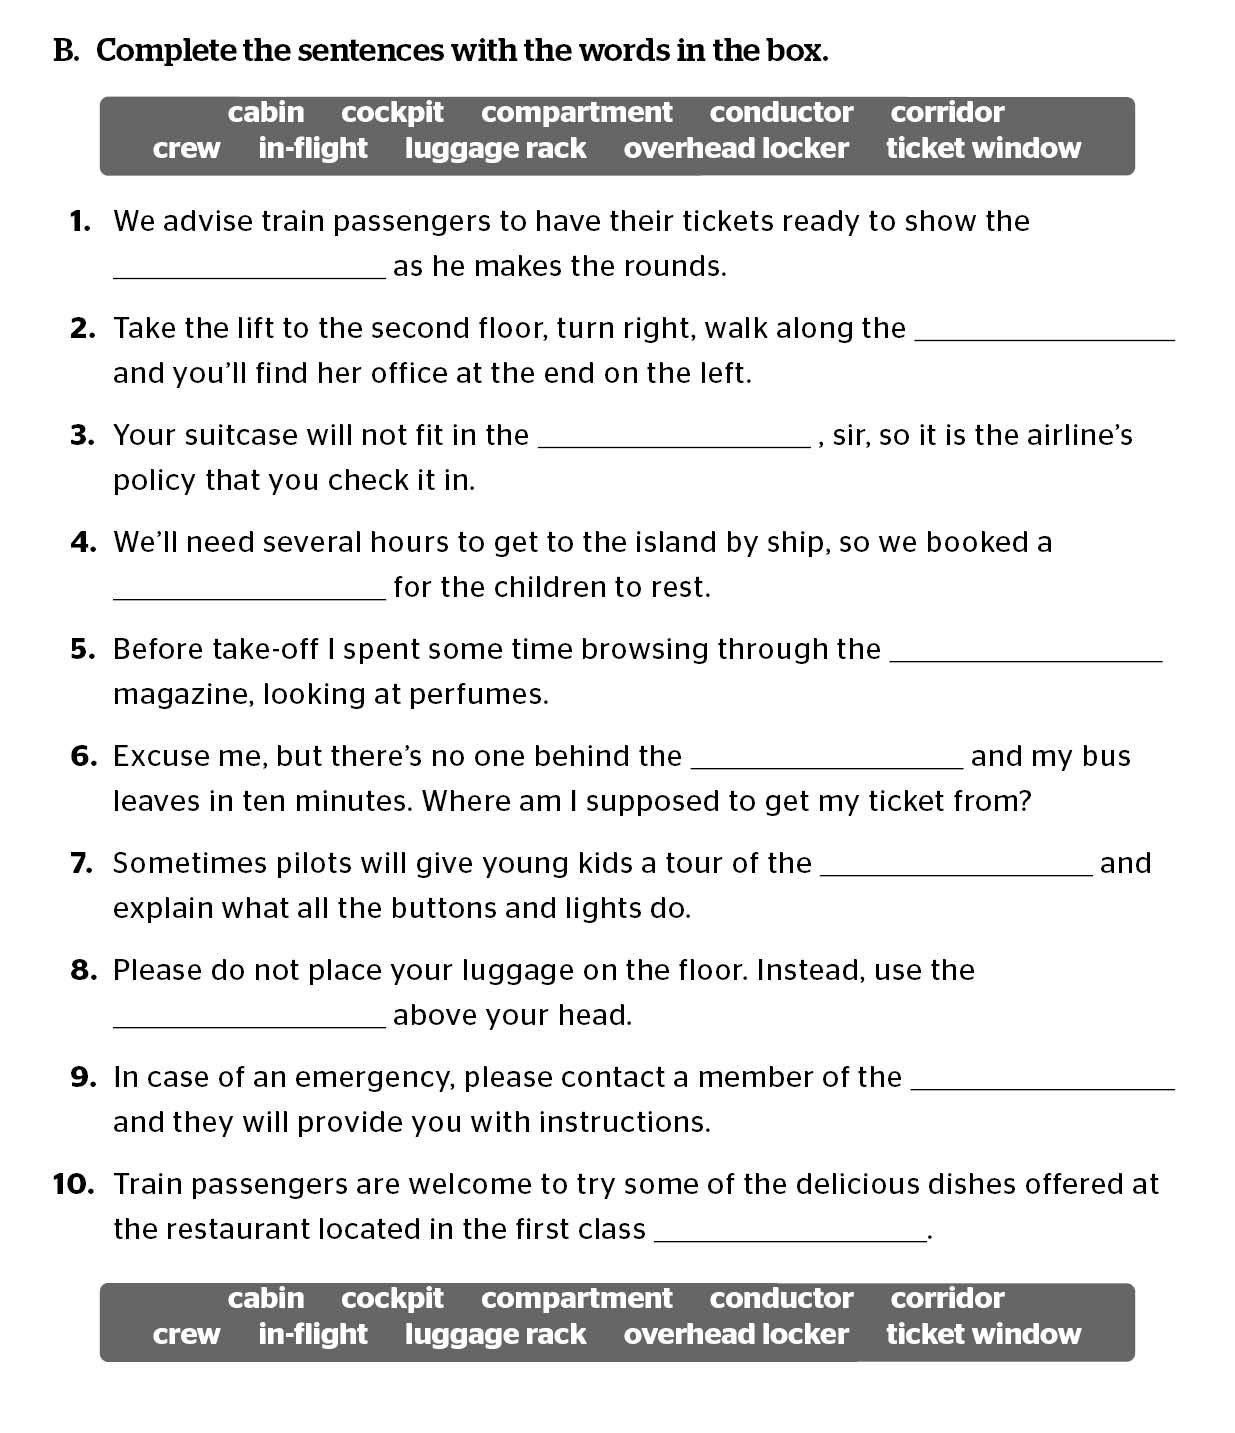 B. Complete the sentences with the words in the box.
cabin cockpit compartment conductor corridor
crew in-flight luggage rack overhead locker ticket window
1. We advise train passengers to have their tickets ready to show the
__________________ as he makes the rounds.
2. Take the lift to the second floor, turn right, walk along the __________________
and you’ll find her office at the end on the left.
3. Your suitcase will not fit in the __________________ , sir, so it is the airline’s
policy that you check it in.
4. We’ll need several hours to get to the island by ship, so we booked a
__________________ for the children to rest.
5. Before take-off I spent some time browsing through the __________________
magazine, looking at perfumes.
6. Excuse me, but there’s no one behind the __________________ and my bus
leaves in ten minutes. Where am I supposed to get my ticket from?
7. Sometimes pilots will give young kids a tour of the __________________ and
explain what all the buttons and lights do.
8. Please do not place your luggage on the floor. Instead, use the
__________________ above your head.
9. In case of an emergency, please contact a member of the __________________
and they will provide you with instructions.
10. Train passengers are welcome to try some of the delicious dishes offered at
the restaurant located in the first class __________________.
cabin cockpit compartment conductor corridor
crew in-flight luggage rack overhead locker ticket window